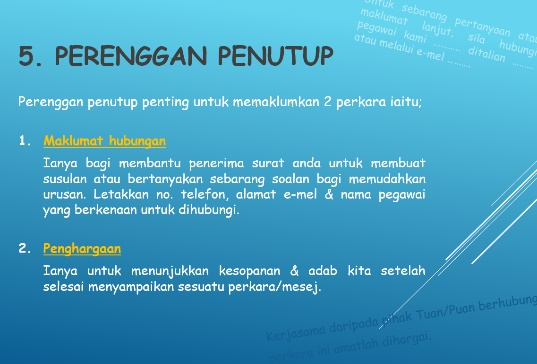 Untuk sebarang pertanyaan atau
maklumat lanjut, sila hubungi
pegawai kami ......... ditalian ........
atau melalui e-mel ........
5. PERENGGAN PENUTUP
Perenggan penutup penting untuk memaklumkan 2 perkara iaitu;
1. Maklumat hubungan
Ianya bagi membantu penerima surat anda untuk membuat
susulan atau bertanyakan sebarang soalan bagi memudahkan
urusan. Letakkan no. telefon, alamat e-mel & nama pegawai
yang berkenaan untuk dihubungi.
2. Penghargaan
Ianya untuk menunjukkan kesopanan & adab kita setelah
selesai menyampaikan sesuatu perkara/mesej.
Kerjasama daripada pihak Tuan/Puan berhubung
perkara ini amatlah dihargai.